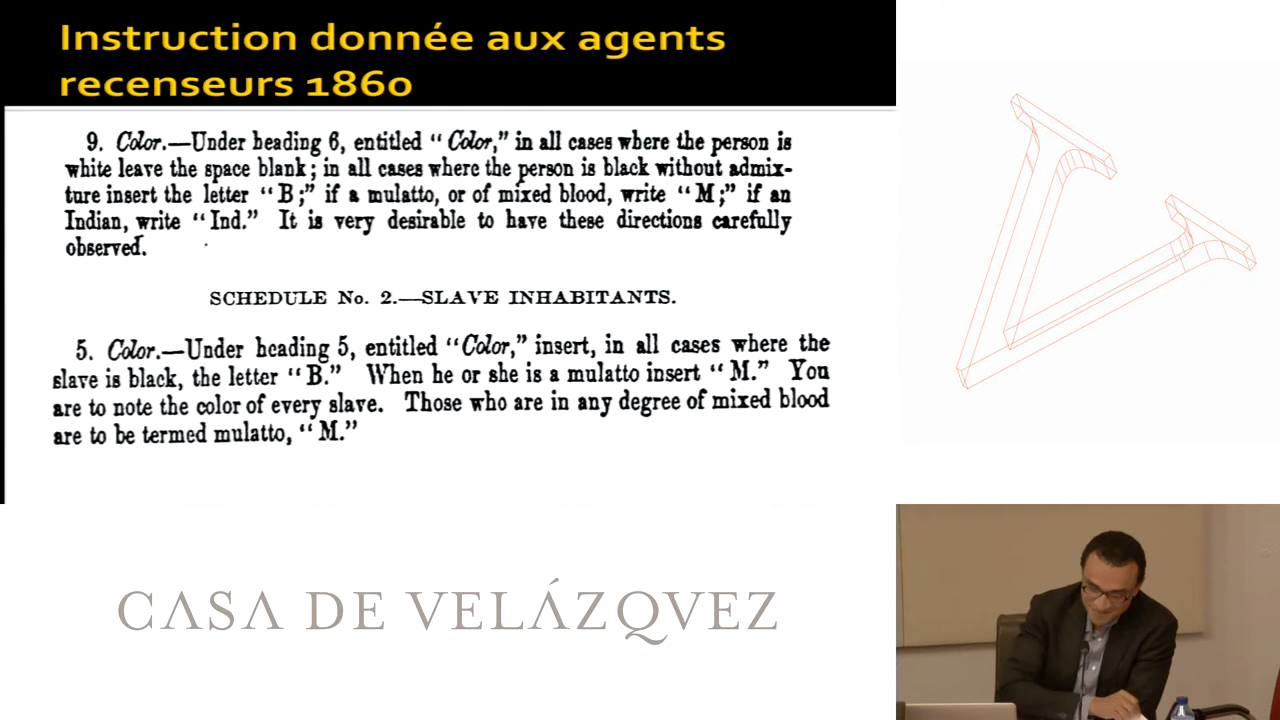 Instruction donnée aux agents
recenseurs 1860
9. Color.—Under heading 6, entitled “Color,” in all cases where the person is
white leave the space blank; in all cases where the person is black without admix-
ture insert the letter “B;” if a mulatto, or of mixed blood, write “M;” if an
Indian, write “Ind.” It is very desirable to have these directions carefully
observed.
SCHEDULE No. 2.—SLAVE INHABITANTS.
5. Color.—Under heading 5, entitled “Color,” insert, in all cases where the
slave is black, the letter “B.” When he or she is a mulatto insert “M.” You
are to note the color of every slave. Those who are in any degree of mixed blood
are to be termed mulatto, “M.”
CASA DE VELÁZQVEZ